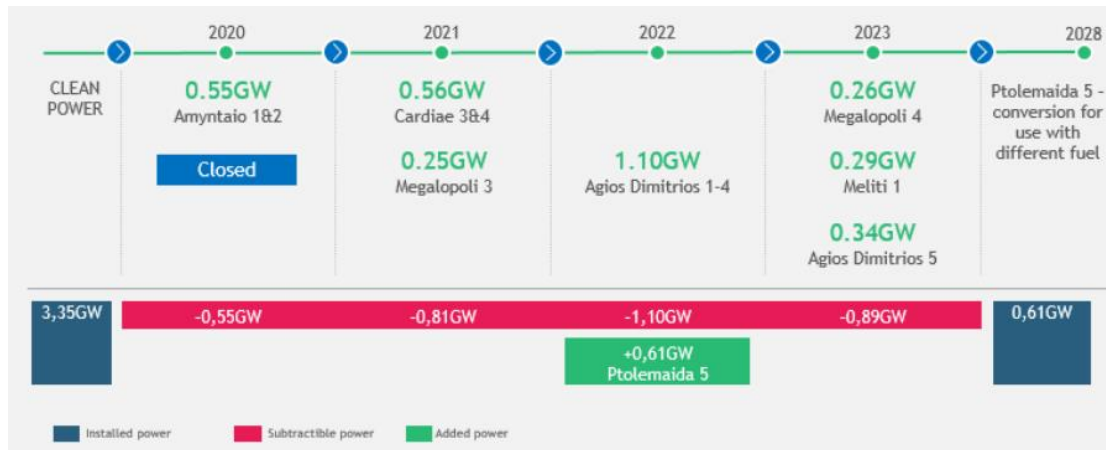 2020
2021
2022
2023
2028
CLEAN
POWER
0.55GW
Amyntaio 1&2
Closed
0.56GW
Cardiae 3&4
0.25GW
Megalopoli 3
1.10GW
Agios Dimitrios 1-4
0.26GW
Megalopoli 4
0.29GW
Meliti 1
0.34GW
Agios Dimitrios 5
Ptolemaida 5 -
conversion for
use with
different fuel
3,35GW
-0,55GW
-0,81GW
-1,10GW
-0,89GW
0,61GW
+0,61GW
Ptolemaida 5
Installed power
Subtractible power
Added power